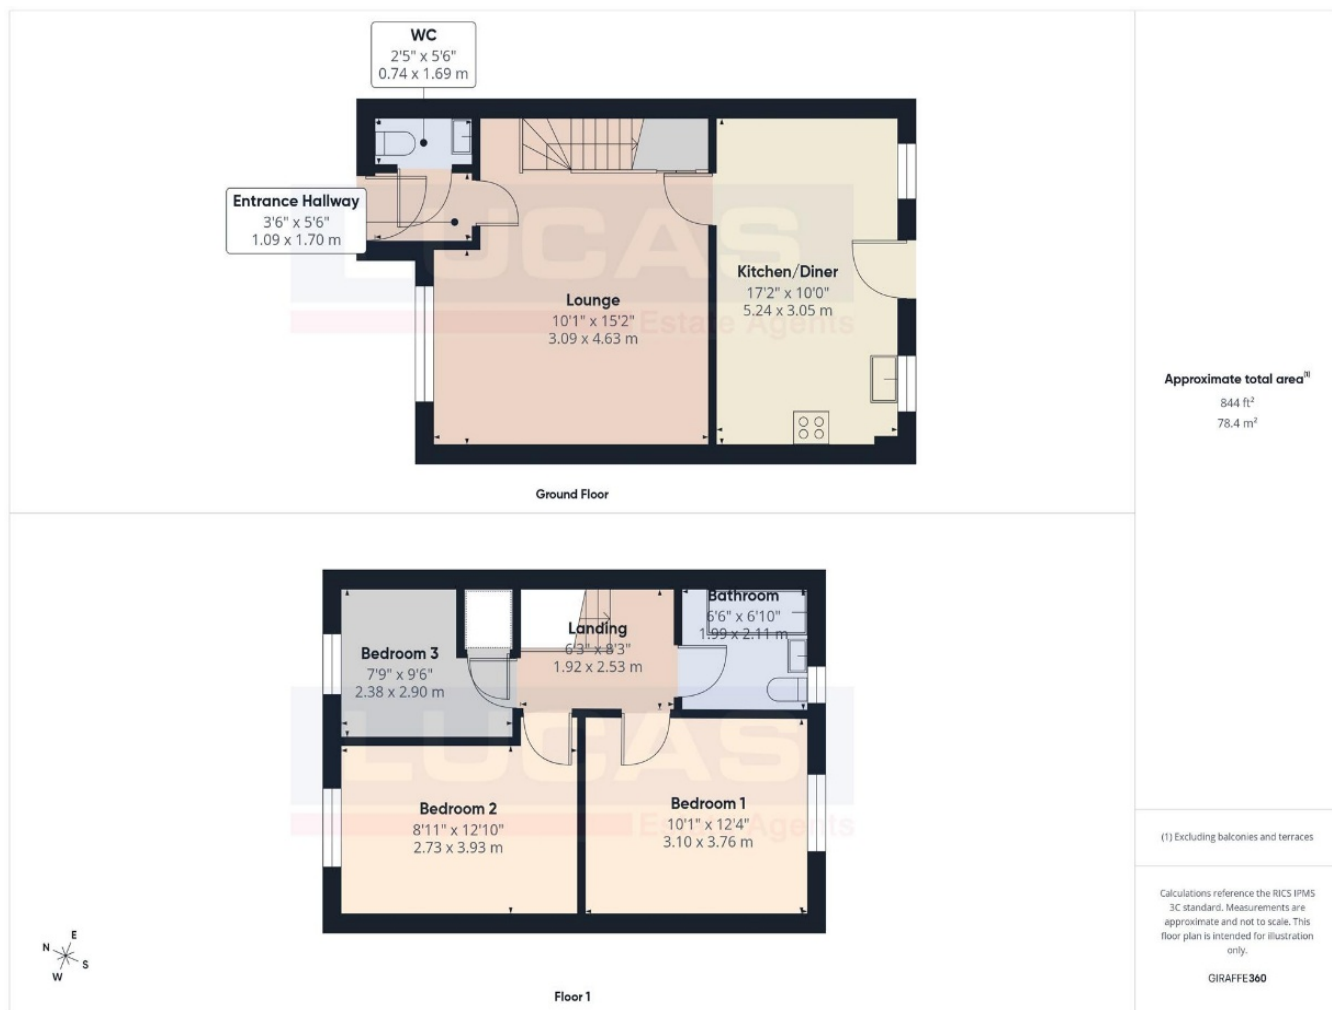 WC
2'5" x 5'6"
0.74 x 1.69 m
Entrance Hallway
3'6" x 5'6"
1.09 x 1.70 m
LUCAS
Estate Agents
Lounge
10'1" x 15'2"
3.09 x 4.63 m
Kitchen/Diner
17'2" x 10'0"
5.24 x 3.05 m
Ground Floor
Approximate total area(1)
844 ft²
78.4 m²
Bathroom
6'6" x 6'10"
1.99 x 2.11 m
Landing
6'3" x 8'3"
1.92 x 2.53 m
Bedroom 3
7'9" x 9'6"
2.38 x 2.90 m
LUCAS
Estate Agents
Bedroom 2
8'11" x 12'10"
2.73 x 3.93 m
Bedroom 1
10'1" x 12'4"
3.10 x 3.76 m
Floor 1
N
E
S
W
(1) Excluding balconies and terraces
Calculations reference the RICS IPMS
3C standard. Measurements are
approximate and not to scale. This
floor plan is intended for illustration
only.
GIRAFFE360